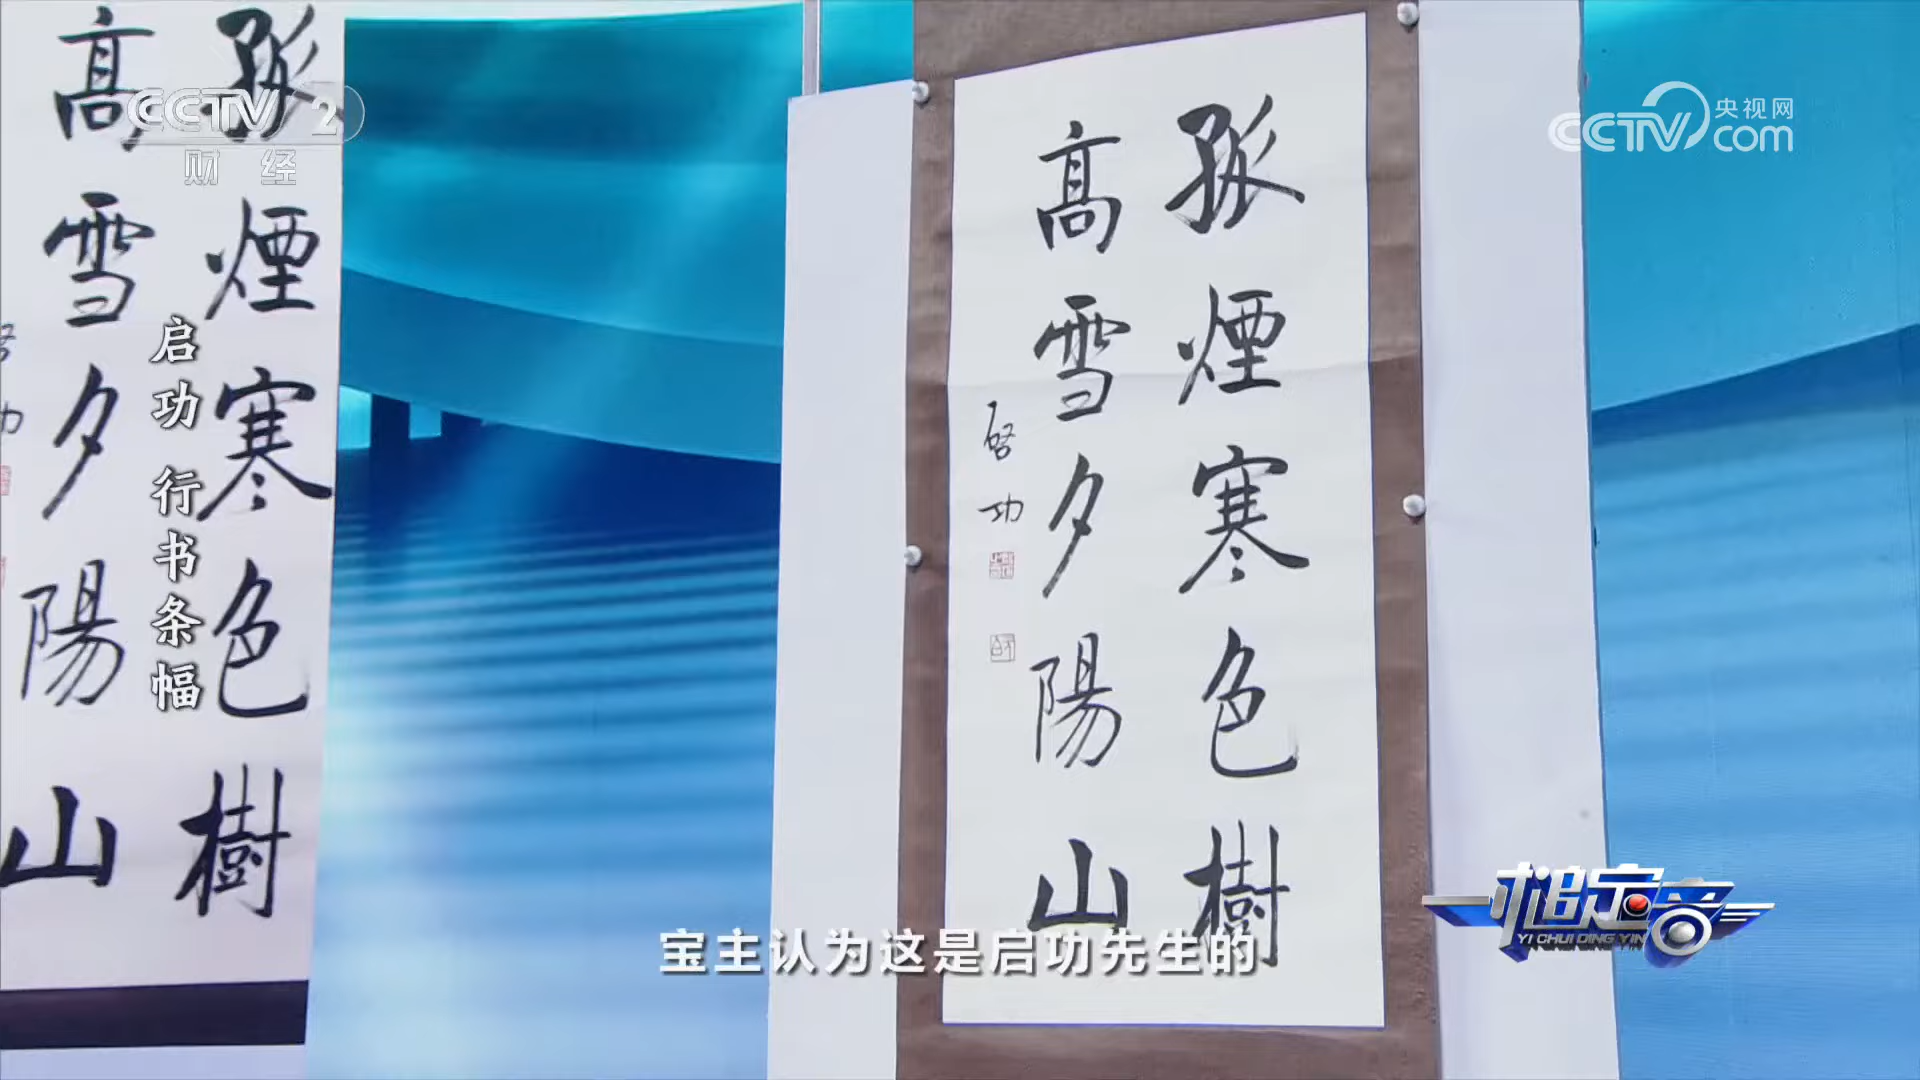 孤煙寒色樹
高雪夕陽山
啓功
孤煙寒色樹
高雪夕陽山
启功 行书条幅
CCTV 2
财经
CCTV.com
央视网
一槌定音
YI CHUI DING YIN
宝主认为这是启功先生的